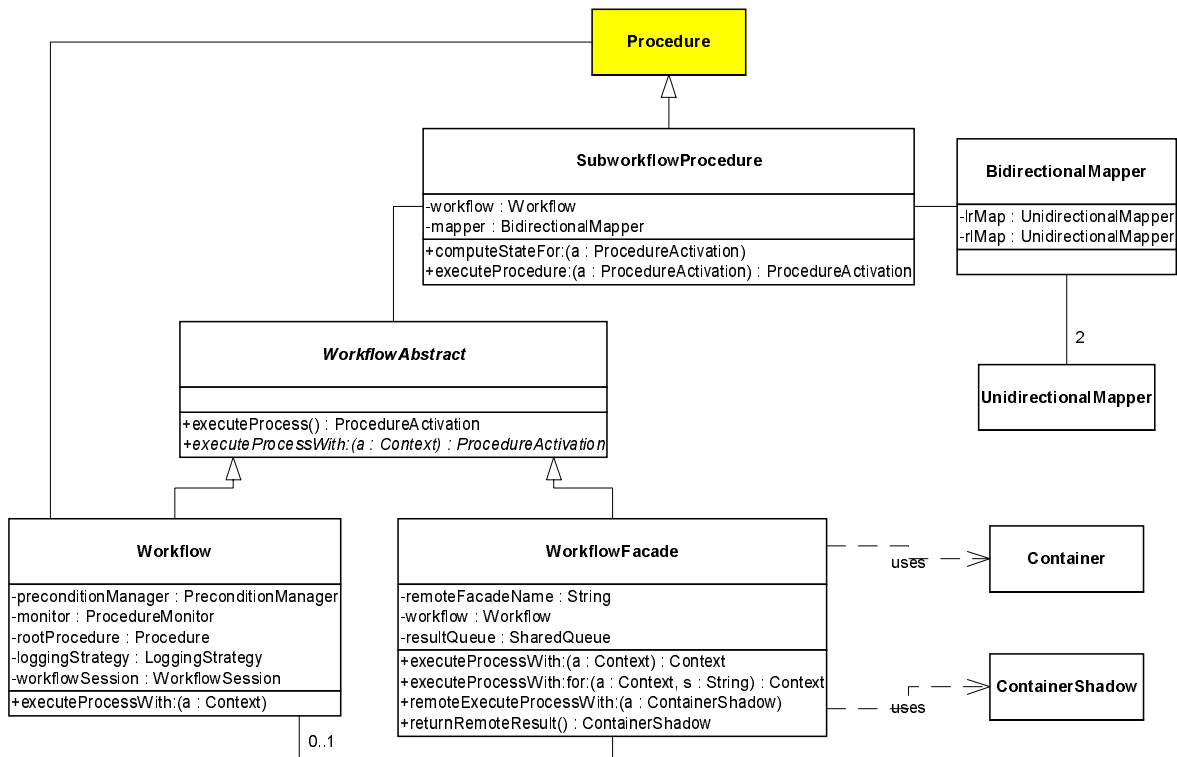 Procedure
SubworkflowProcedure
-workflow : Workflow
-mapper : BidirectionalMapper
+computeStateFor:(a : ProcedureActivation)
+executeProcedure:(a : ProcedureActivation) : ProcedureActivation
BidirectionalMapper
-lrMap : UnidirectionalMapper
-rlMap : UnidirectionalMapper
2
UnidirectionalMapper
WorkflowAbstract
+executeProcess() : ProcedureActivation
+executeProcessWith:(a : Context) : ProcedureActivation
Workflow
-preconditionManager : PreconditionManager
-monitor : ProcedureMonitor
-rootProcedure : Procedure
-loggingStrategy : LoggingStrategy
-workflowSession : WorkflowSession
+executeProcessWith:(a : Context)
0..1
WorkflowFacade
-remoteFacadeName : String
-workflow : Workflow
-resultQueue : SharedQueue
+executeProcessWith:(a : Context) : Context
+executeProcessWith:for:(a : Context, s : String) : Context
+remoteExecuteProcessWith:(a : ContainerShadow)
+returnRemoteResult() : ContainerShadow
uses
Container
uses
ContainerShadow